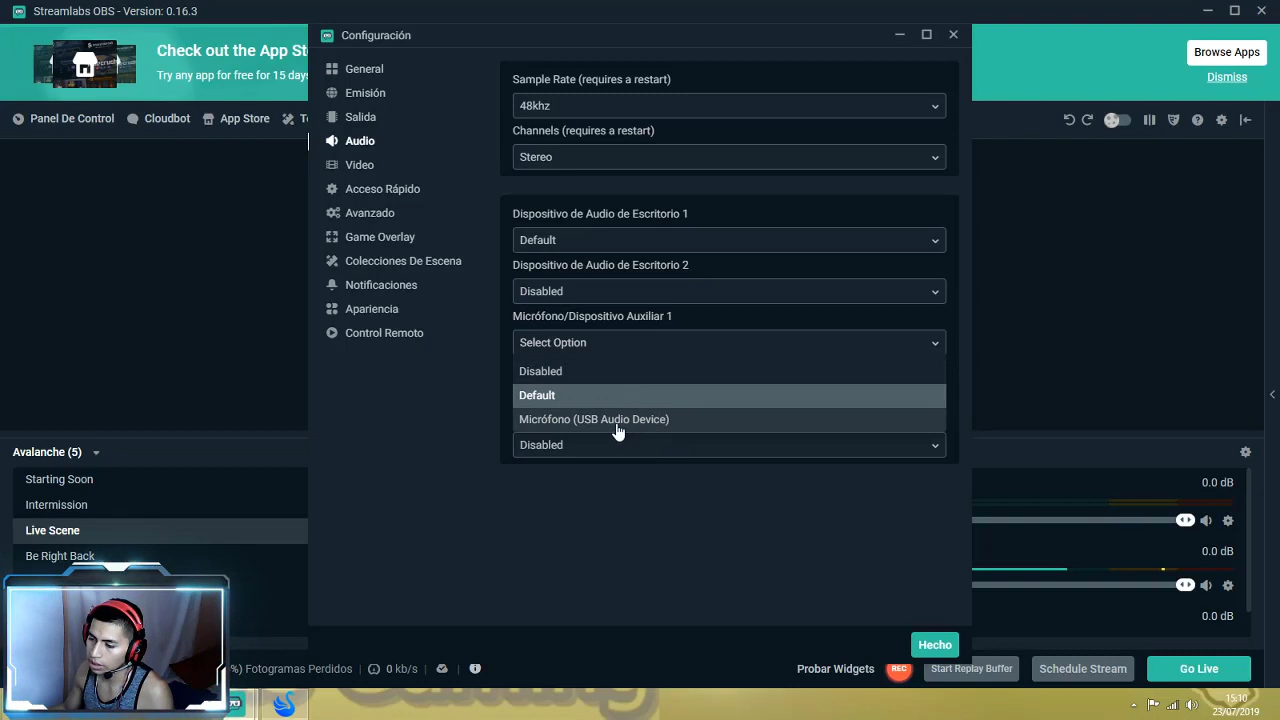 Streamlabs OBS - Version: 0.16.3
Check out the App Sto
Try any app for free for 15 days
Browse Apps
Dismiss
Panel De Control
Cloudbot
App Store
Configuración
General
Emisión
Salida
Audio
Video
Acceso Rápido
Avanzado
Game Overlay
Colecciones De Escena
Notificaciones
Apariencia
Control Remoto
Sample Rate (requires a restart)
48khz
Channels (requires a restart)
Stereo
Dispositivo de Audio de Escritorio 1
Default
Dispositivo de Audio de Escritorio 2
Disabled
Micrófono/Dispositivo Auxiliar 1
Select Option
Disabled
Default
Micrófono (USB Audio Device)
Disabled
Hecho
Avalanche (5)
Starting Soon
Intermission
Live Scene
Be Right Back
0.0 dB
0.0 dB
0.0 dB
%) Fotogramas Perdidos
0 kb/s
Probar Widgets
REC
Start Replay Buffer
Schedule Stream
Go Live
15:10
23/07/2019